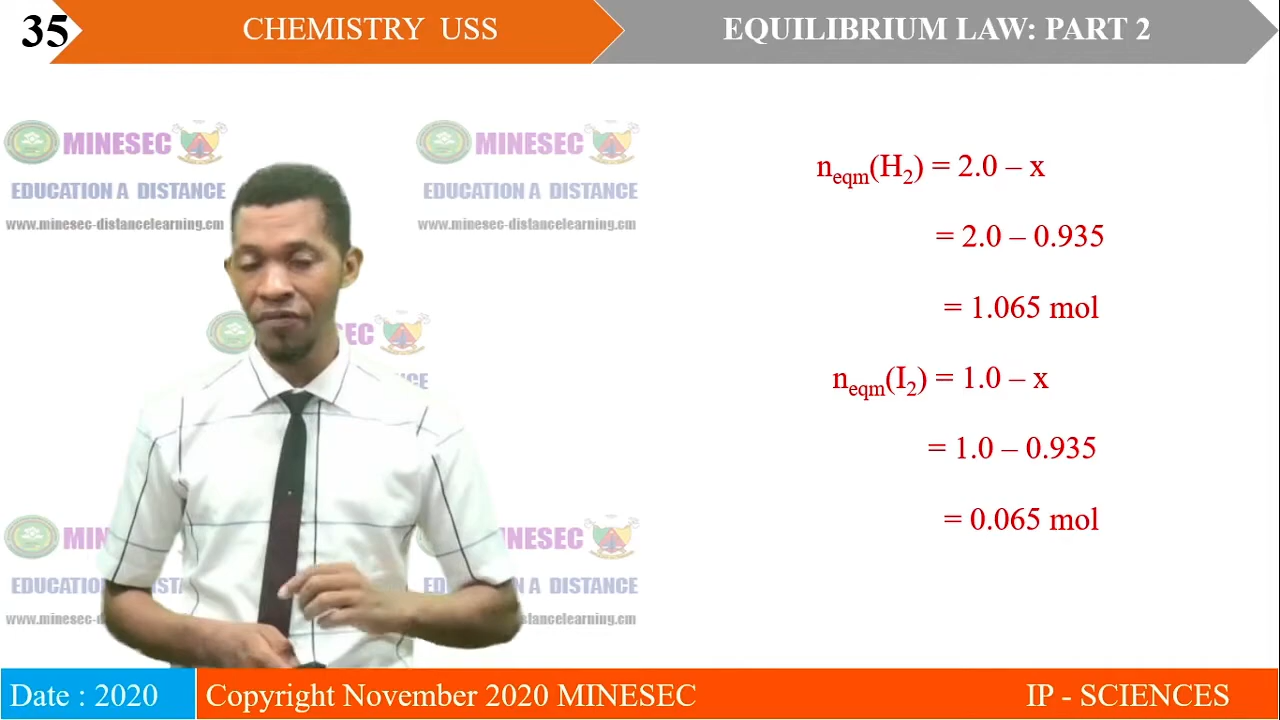 35
CHEMISTRY USS
EQUILIBRIUM LAW: PART 2
MINESEC
EDUCATION A DISTANCE
www.minesec-distancelearning.cm
MINESEC
EDUCATION A DISTANCE
www.minesec-distancelearning.cm
n_eqm(H₂) = 2.0 – x
= 2.0 – 0.935
= 1.065 mol
n_eqm(I₂) = 1.0 – x
= 1.0 – 0.935
= 0.065 mol
Date : 2020
Copyright November 2020 MINESEC
IP - SCIENCES